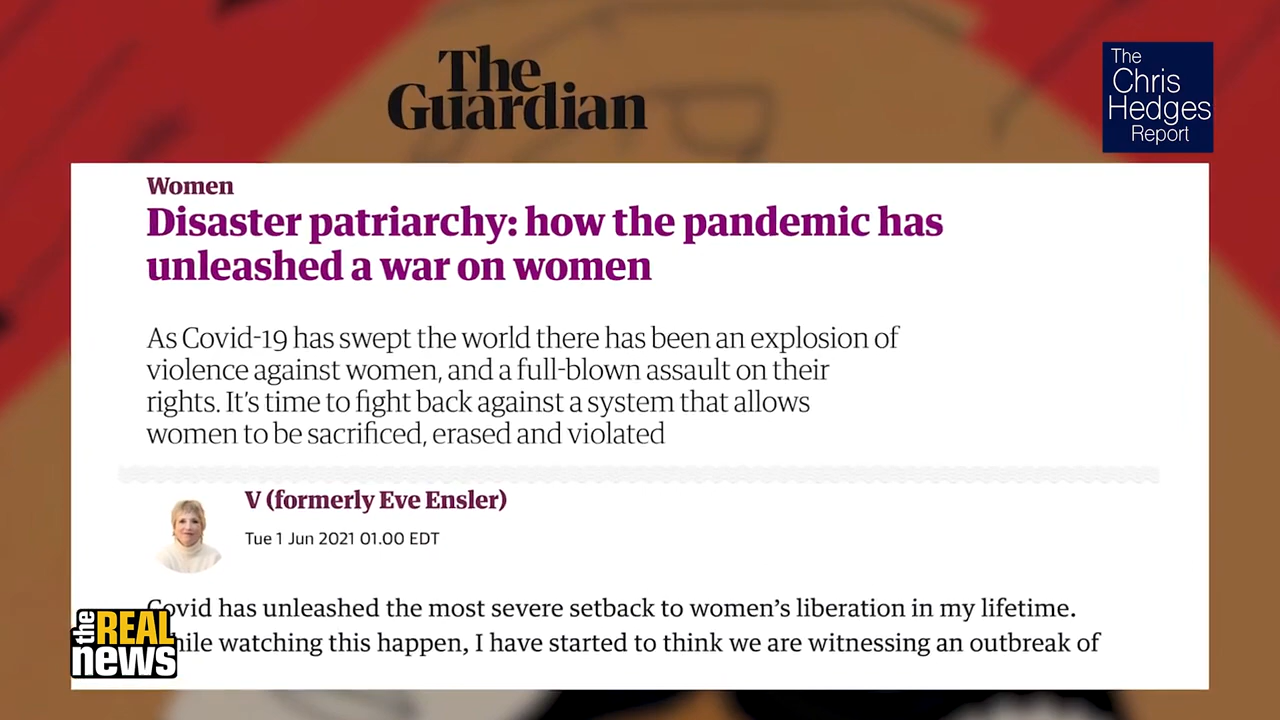 The
Guardian
The
Chris
Hedges
Report
Women
Disaster patriarchy: how the pandemic has
unleashed a war on women
As Covid-19 has swept the world there has been an explosion of
violence against women, and a full-blown assault on their
rights. It's time to fight back against a system that allows
women to be sacrificed, erased and violated
V (formerly Eve Ensler)
Tue 1 Jun 2021 01.00 EDT
Covid has unleashed the most severe setback to women's liberation in my lifetime.
While watching this happen, I have started to think we are witnessing an outbreak of
the REAL
news